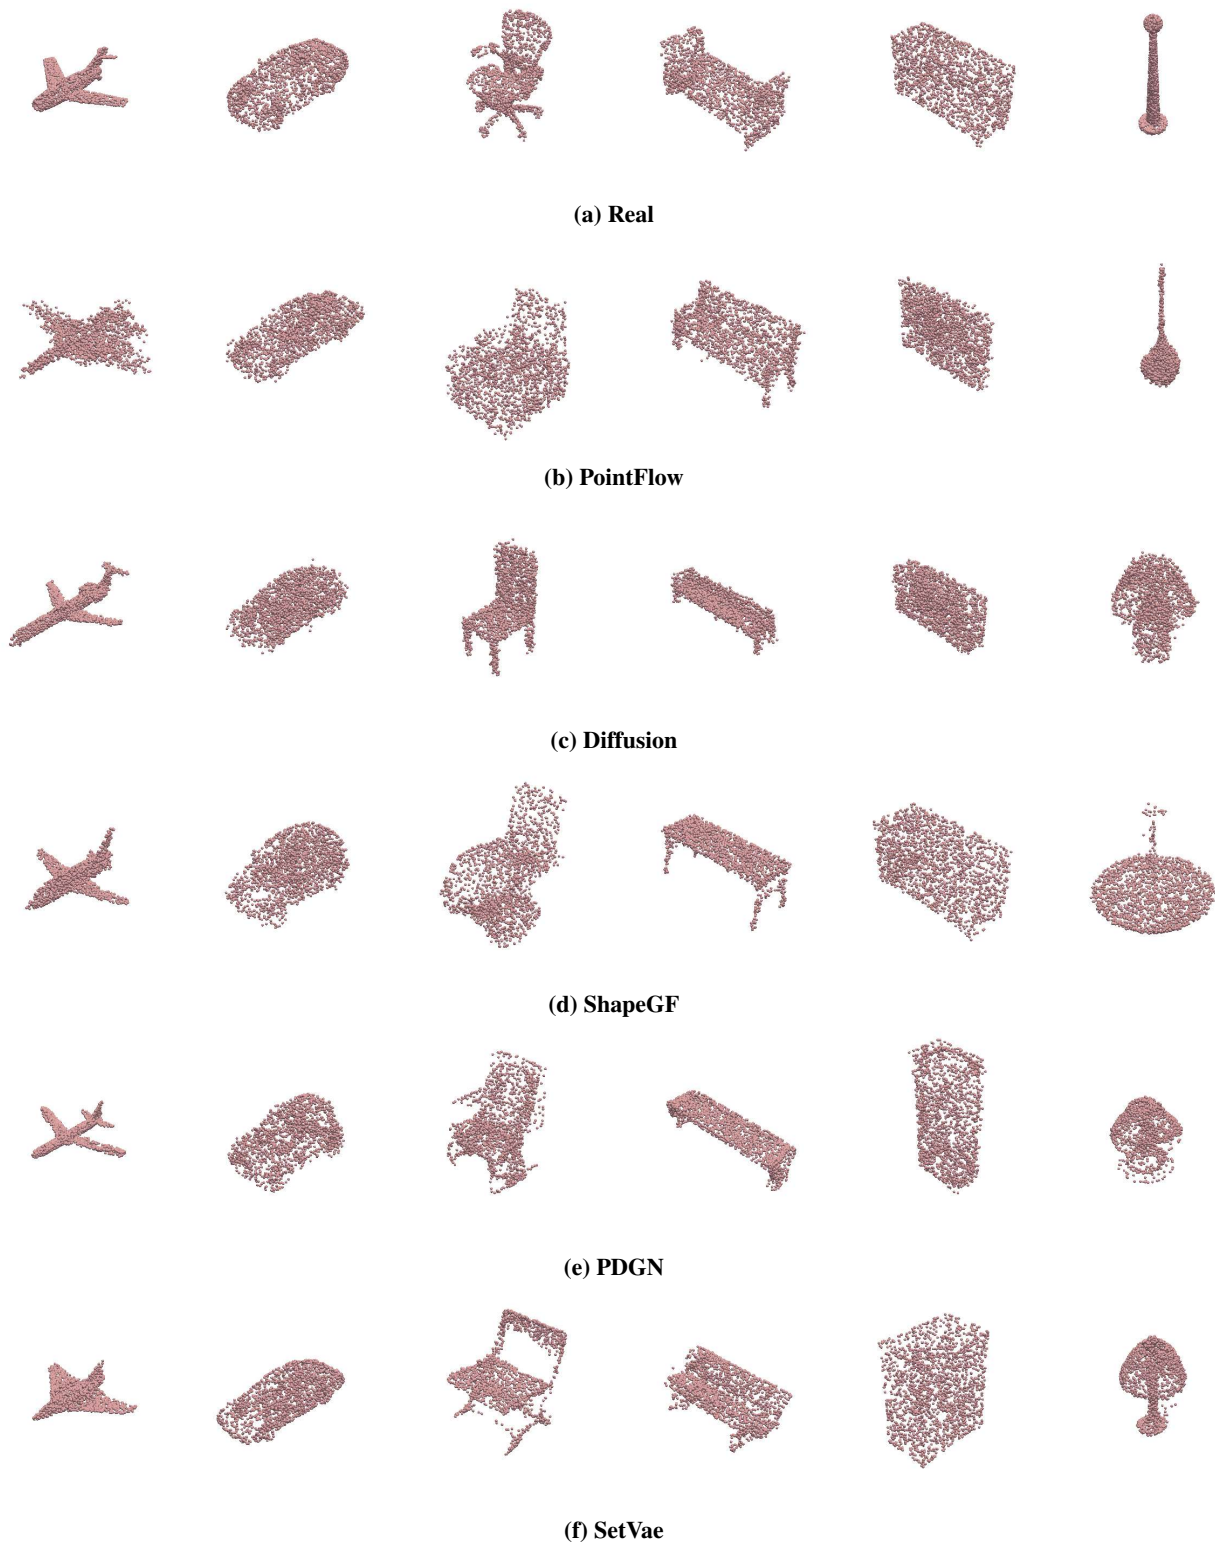 (a) Real
(b) PointFlow
(c) Diffusion
(d) ShapeGF
(e) PDGN
(f) SetVae